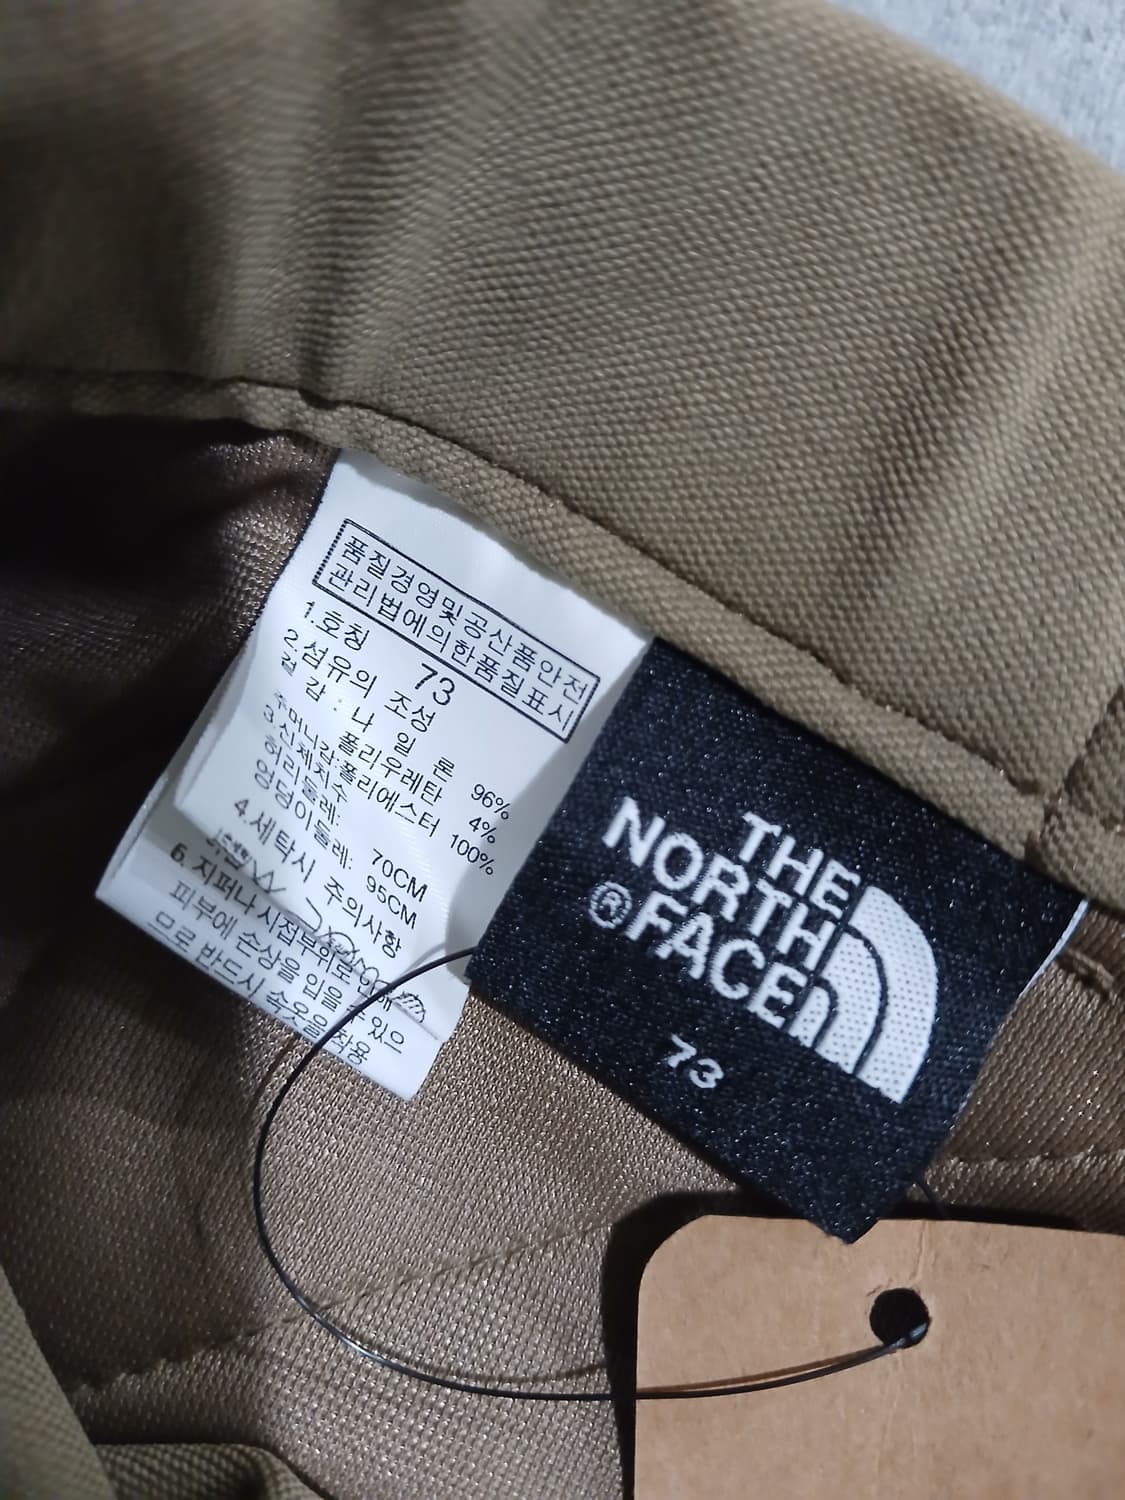 품질경영및공산품안전
관리법에의한품질표시
1.호칭 73
2.섬유의 조성
겉 감 : 나 일 론 96%
폴리우레탄 4%
주머니감:폴리에스터 100%
3.신체치수
허리둘레: 70CM
엉덩이둘레: 95CM
4.세탁시 주의사항
지퍼나 시접부위로
피부에 손상을 입을 수 있으
므로 반드시 속옷을 착용
THE
NORTH
®FACE
73